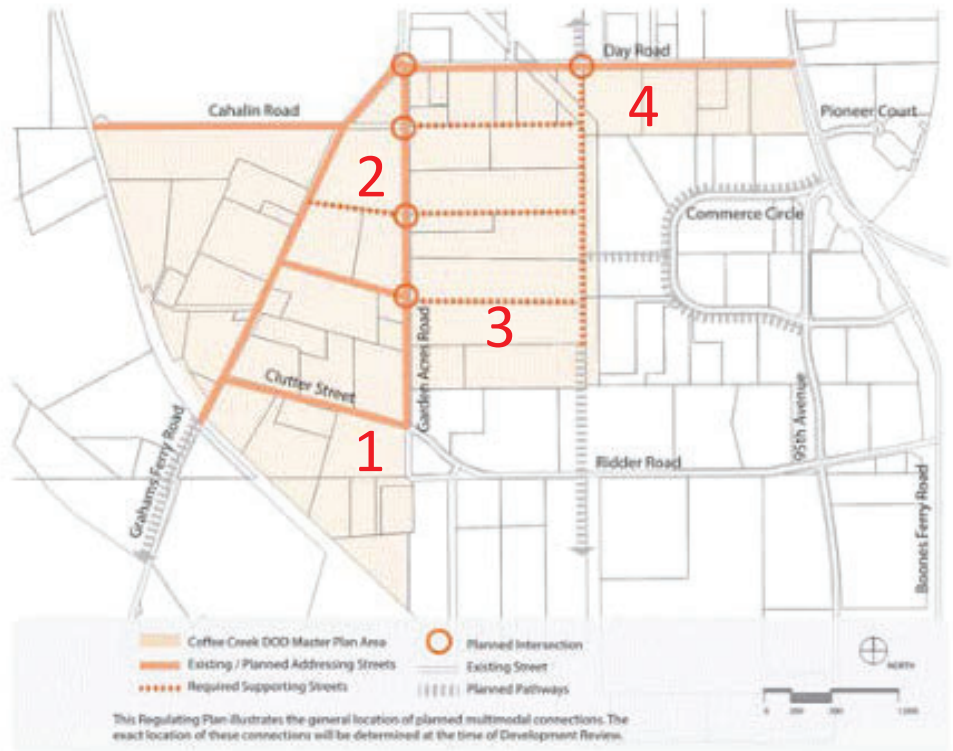 Day Road
4
Cahalin Road
Pioneer Court
2
Commerce Circle
3
Garden Acres Road
Clutter Street
95th Avenue
1
Grahams Ferry Road
Ridder Road
Boones Ferry Road
Coffee Creek DOD Master Plan Area
Existing / Planned Addressing Streets
Required Supporting Streets
Planned Intersection
Existing Street
Planned Pathways
NORTH
0
This Regulating Plan illustrates the general location of planned multimodal connections. The
exact location of these connections will be determined at the time of Development Review.